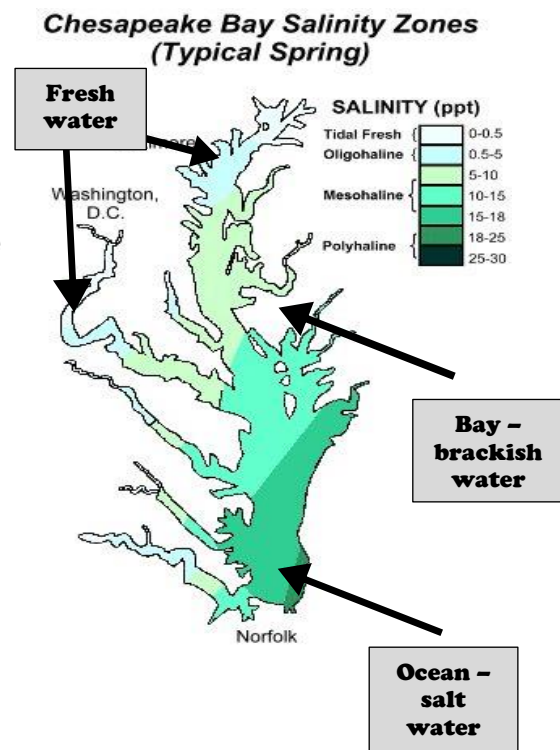 Chesapeake Bay Salinity Zones
(Typical Spring)
Fresh
water
SALINITY (ppt)
Tidal Fresh { 0-0.5
Oligohaline { 0.5-5
5-10
Mesohaline { 10-15
15-18
Polyhaline { 18-25
25-30
Washington,
D.C.
Bay –
brackish
water
Norfolk
Ocean –
salt
water